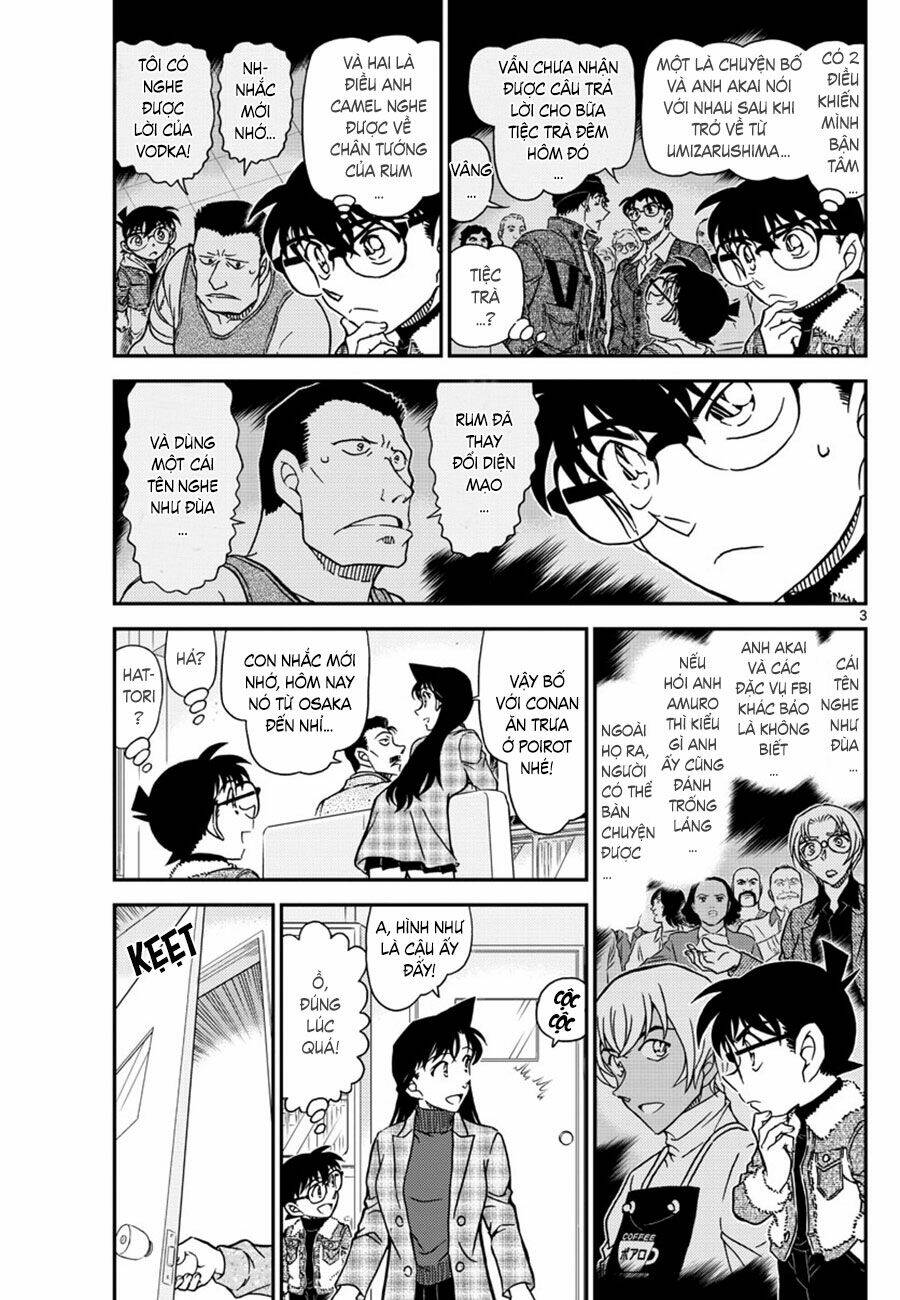 CÓ 2
ĐIỀU
KHIẾN
MÌNH
BẬN
TÂM
...
MỘT LÀ CHUYỆN BỐ
VÀ ANH AKAI NÓI
VỚI NHAU SAU KHI
TRỞ VỀ TỪ
UMIZARUSHIMA...
VẪN CHƯA NHẬN
ĐƯỢC CÂU TRẢ
LỜI CHO BỮA
TIỆC TRÀ ĐÊM
HÔM ĐÓ
...
VÂNG
...
TIỆC
TRÀ
...?
VÀ HAI LÀ
ĐIỀU ANH
CAMEL NGHE
ĐƯỢC VỀ
CHÂN TƯỚNG
CỦA RUM
...
NH-
NHẮC
MỚI
NHỚ...
TÔI CÓ
NGHE
ĐƯỢC
LỜI CỦA
VODKA!
RUM ĐÃ
THAY
ĐỔI DIỆN
MẠO
...
VÀ DÙNG
MỘT CÁI
TÊN NGHE
NHƯ ĐÙA
...
3
CÁI
TÊN
NGHE
NHƯ
ĐÙA
...
ANH AKAI
VÀ CÁC
ĐẶC VỤ FBI
KHÁC BẢO
LÀ KHÔNG
BIẾT
...
NẾU
HỎI ANH
AMURO
THÌ KIỂU
GÌ ANH
ẤY CŨNG
ĐÁNH
TRỐNG
LẢNG
...
NGOÀI
HỌ RA,
NGƯỜI
CÓ THỂ
BÀN
CHUYỆN
ĐƯỢC
...
COFFEE
ポアロ
VẬY BỐ
VỚI CONAN
ĂN TRƯA
Ở POIROT
NHÉ!
CON NHẮC MỚI
NHỚ, HÔM NAY
NÓ TỪ OSAKA
ĐẾN NHỈ...
HẢ?
HAT-
TORI
?
CỘC
CỘC
A, HÌNH NHƯ
LÀ CẬU ẤY
ĐẤY!
Ồ,
ĐÚNG
LÚC
QUÁ!
KẸẸT